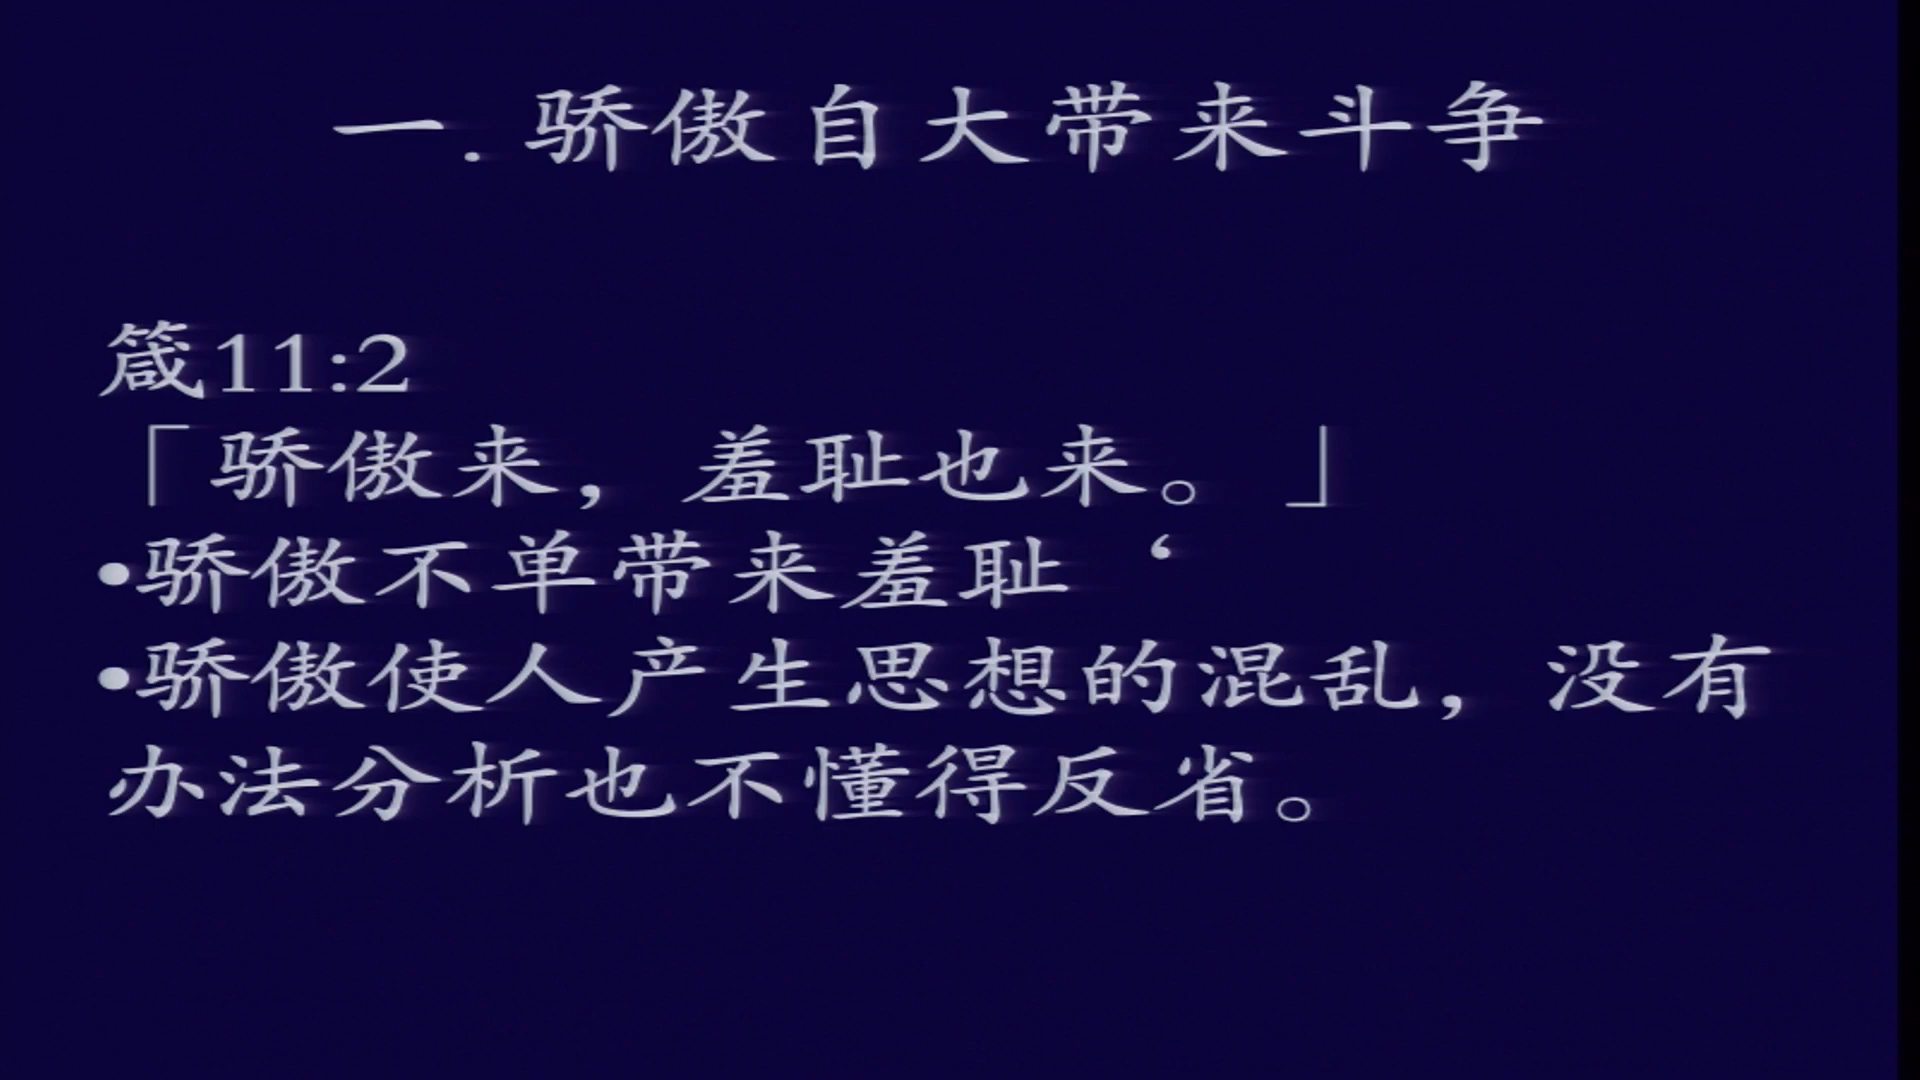 一. 骄傲自大带来斗争
箴11:2
「骄傲来，羞耻也来。」
•骄傲不单带来羞耻‘
•骄傲使人产生思想的混乱，没有
办法分析也不懂得反省。